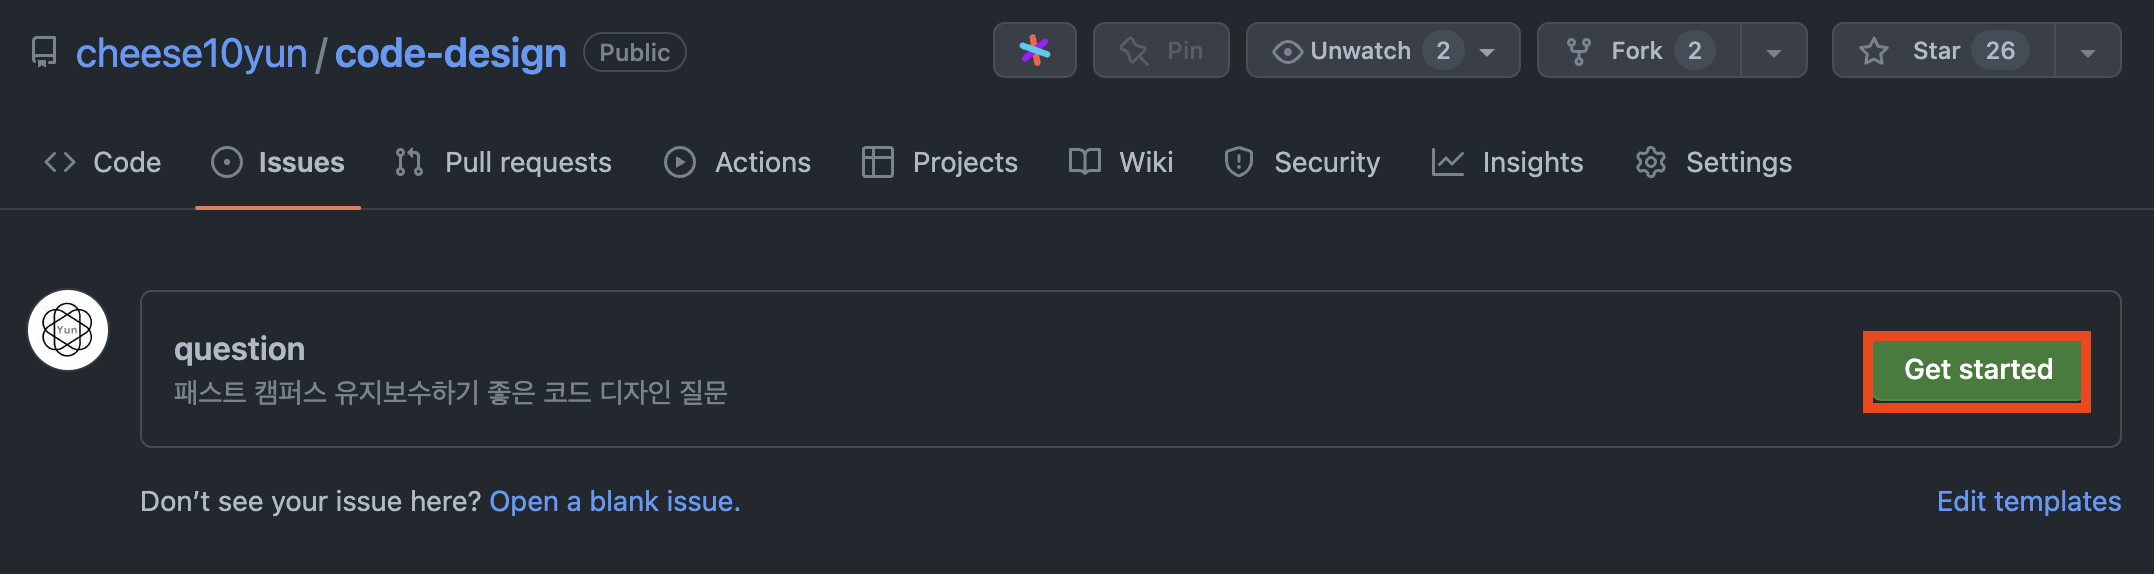 cheese10yun / code-design Public
Pin
Unwatch 2
Fork 2
Star 26
Code
Issues
Pull requests
Actions
Projects
Wiki
Security
Insights
Settings
Yun
question
패스트 캠퍼스 유지보수하기 좋은 코드 디자인 질문
Get started
Don’t see your issue here? Open a blank issue.
Edit templates